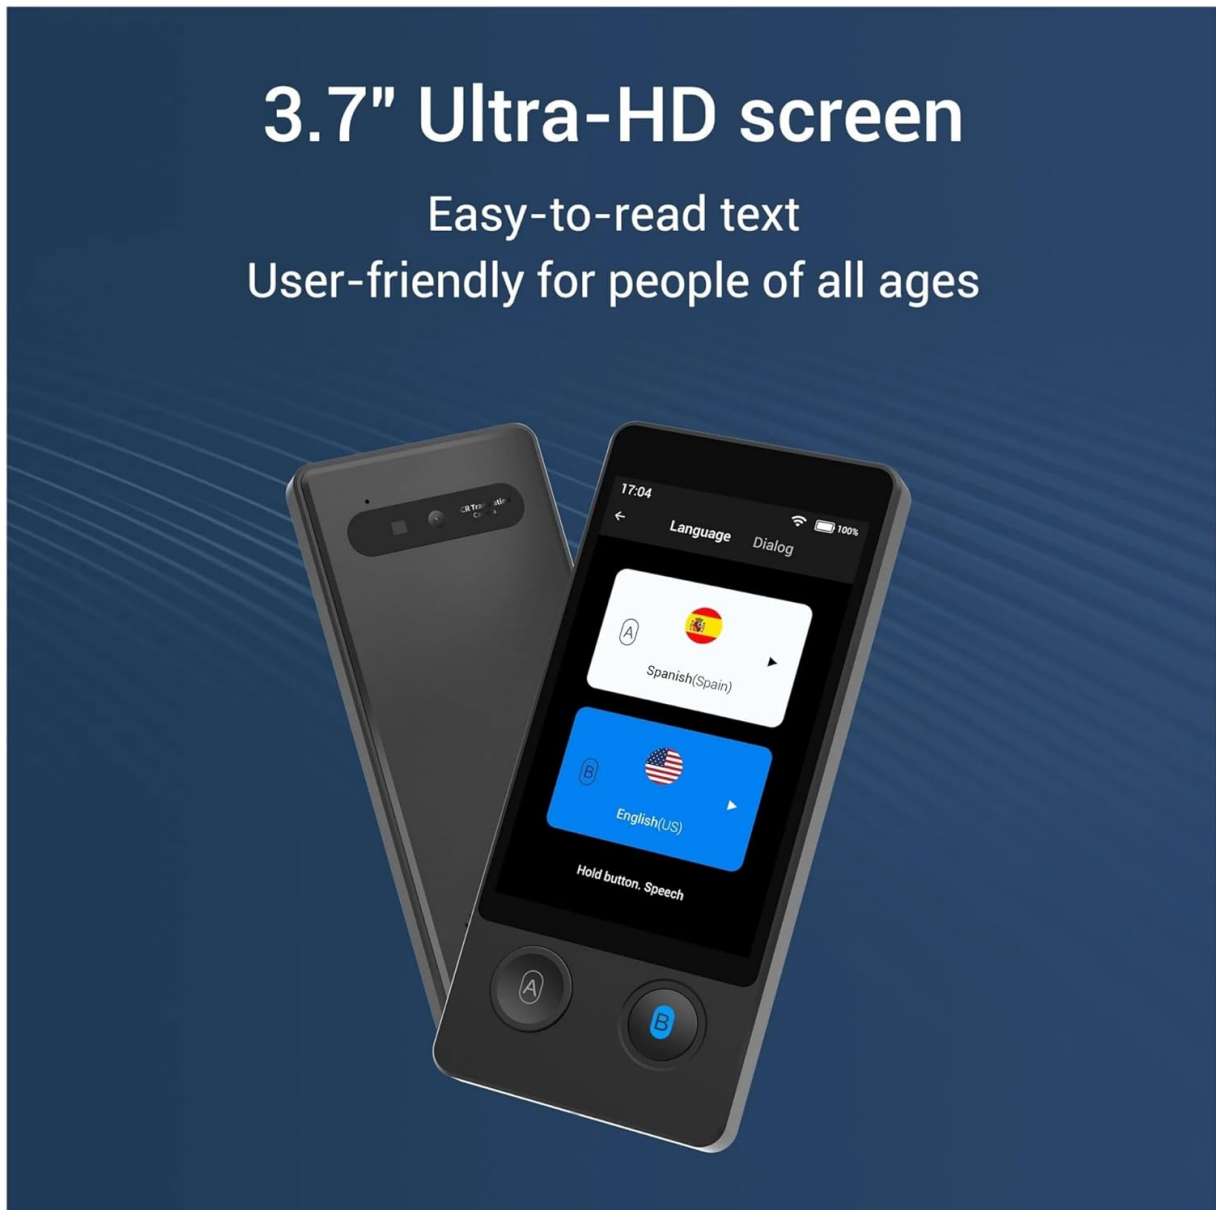 3.7" Ultra-HD screen
Easy-to-read text
User-friendly for people of all ages
17:04
100%
Language Dialog
A
Spanish(Spain)
B
English(US)
Hold button. Speech
A
B